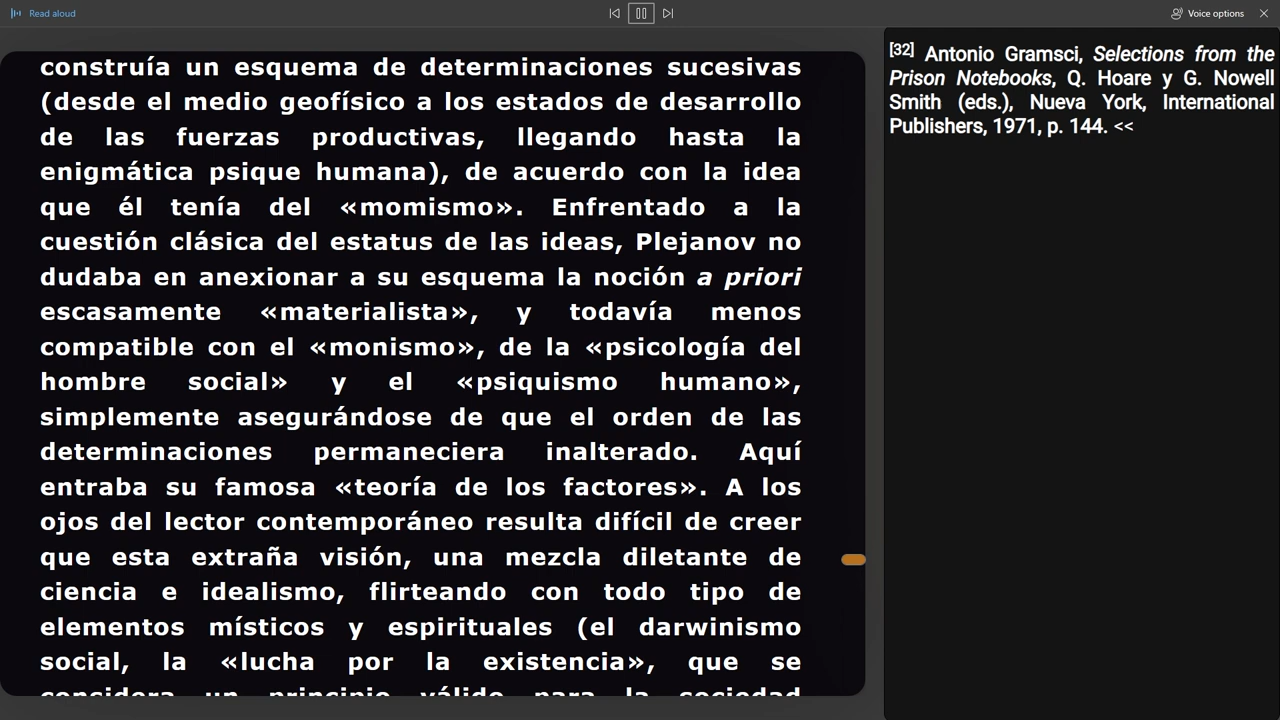 Read aloud
Voice options
construía un esquema de determinaciones sucesivas
(desde el medio geofísico a los estados de desarrollo
de las fuerzas productivas, llegando hasta la
enigmática psique humana), de acuerdo con la idea
que él tenía del «momismo». Enfrentado a la
cuestión clásica del estatus de las ideas, Plejanov no
dudaba en anexionar a su esquema la noción a priori
escasamente «materialista», y todavía menos
compatible con el «monismo», de la «psicología del
hombre social» y el «psiquismo humano»,
simplemente asegurándose de que el orden de las
determinaciones permaneciera inalterado. Aquí
entraba su famosa «teoría de los factores». A los
ojos del lector contemporáneo resulta difícil de creer
que esta extraña visión, una mezcla diletante de
ciencia e idealismo, flirteando con todo tipo de
elementos místicos y espirituales (el darwinismo
social, la «lucha por la existencia», que se
considera un principio válido para la sociedad
[32] Antonio Gramsci, Selections from the
Prison Notebooks, Q. Hoare y G. Nowell
Smith (eds.), Nueva York, International
Publishers, 1971, p. 144. <<